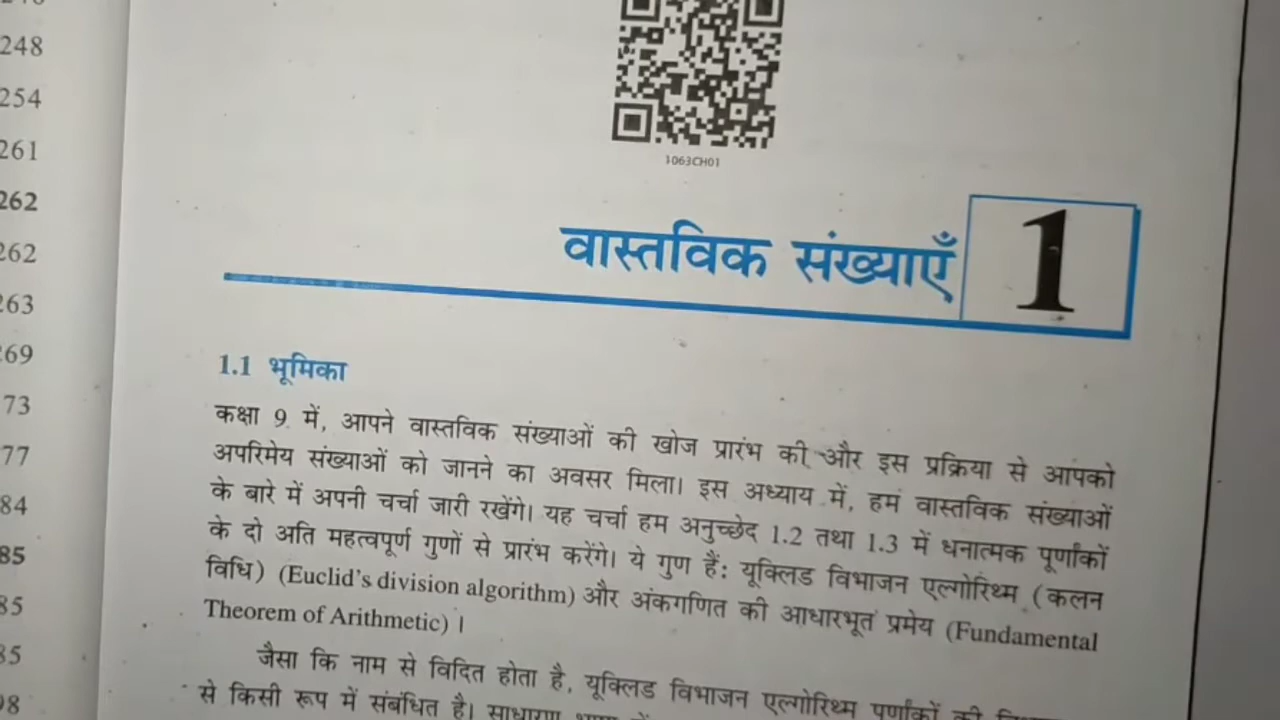 248
254
261
262
262
263
269
73
77
84
85
85
85
98
1063CH01
वास्तविक संख्याएँ 1
1.1 भूमिका
कक्षा 9 में, आपने वास्तविक संख्याओं की खोज प्रारंभ की और इस प्रक्रिया से आपको
अपरिमेय संख्याओं को जानने का अवसर मिला। इस अध्याय में, हम वास्तविक संख्याओं
के बारे में अपनी चर्चा जारी रखेंगे। यह चर्चा हम अनुच्छेद 1.2 तथा 1.3 में धनात्मक पूर्णांकों
के दो अति महत्वपूर्ण गुणों से प्रारंभ करेंगे। ये गुण हैं: यूक्लिड विभाजन एल्गोरिथ्म (कलन
विधि) (Euclid's division algorithm) और अंकगणित की आधारभूत प्रमेय (Fundamental
Theorem of Arithmetic)।
जैसा कि नाम से विदित होता है, यूक्लिड विभाजन एल्गोरिथ्म पूर्णांकों की
से किसी रूप में संबंधित है। साधारण